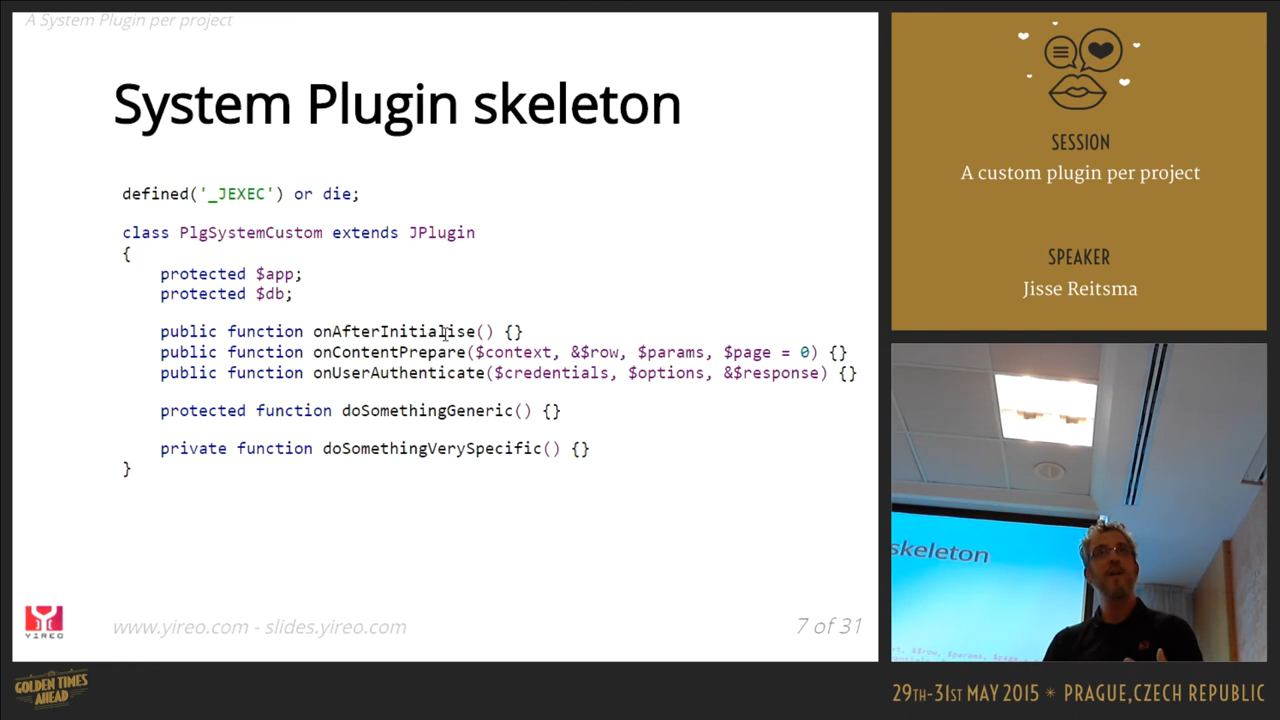 A System Plugin per project
System Plugin skeleton
defined('_JEXEC') or die;
class PlgSystemCustom extends JPlugin
{
protected $app;
protected $db;
public function onAfterInitialise() {}
public function onContentPrepare($context, &$row, $params, $page = 0) {}
public function onUserAuthenticate($credentials, $options, &$response) {}
protected function doSomethingGeneric() {}
private function doSomethingVerySpecific() {}
}
YIREO
www.yireo.com - slides.yireo.com
7 of 31
SESSION
A custom plugin per project
SPEAKER
Jisse Reitsma
skeleton
$row, $params, $page =
GOLDEN TIMES
AHEAD
29TH-31ST MAY 2015 * PRAGUE, CZECH REPUBLIC